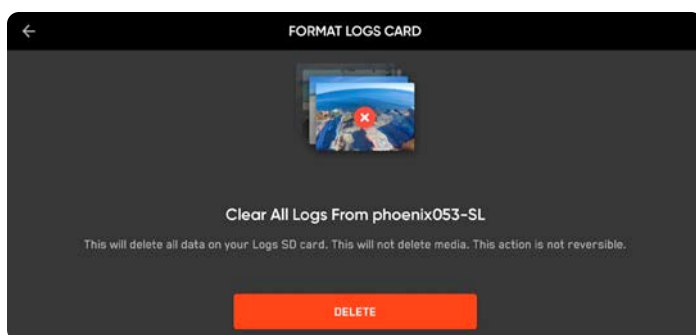 FORMAT LOGS CARD
Clear All Logs From phoenix053-SL
This will delete all data on your Logs SD card. This will not delete media. This action is not reversible.
DELETE